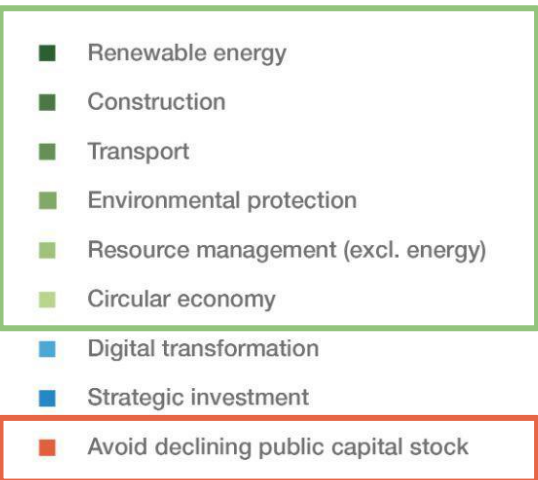 Renewable energy
Construction
Transport
Environmental protection
Resource management (excl. energy)
Circular economy
Digital transformation
Strategic investment
Avoid declining public capital stock